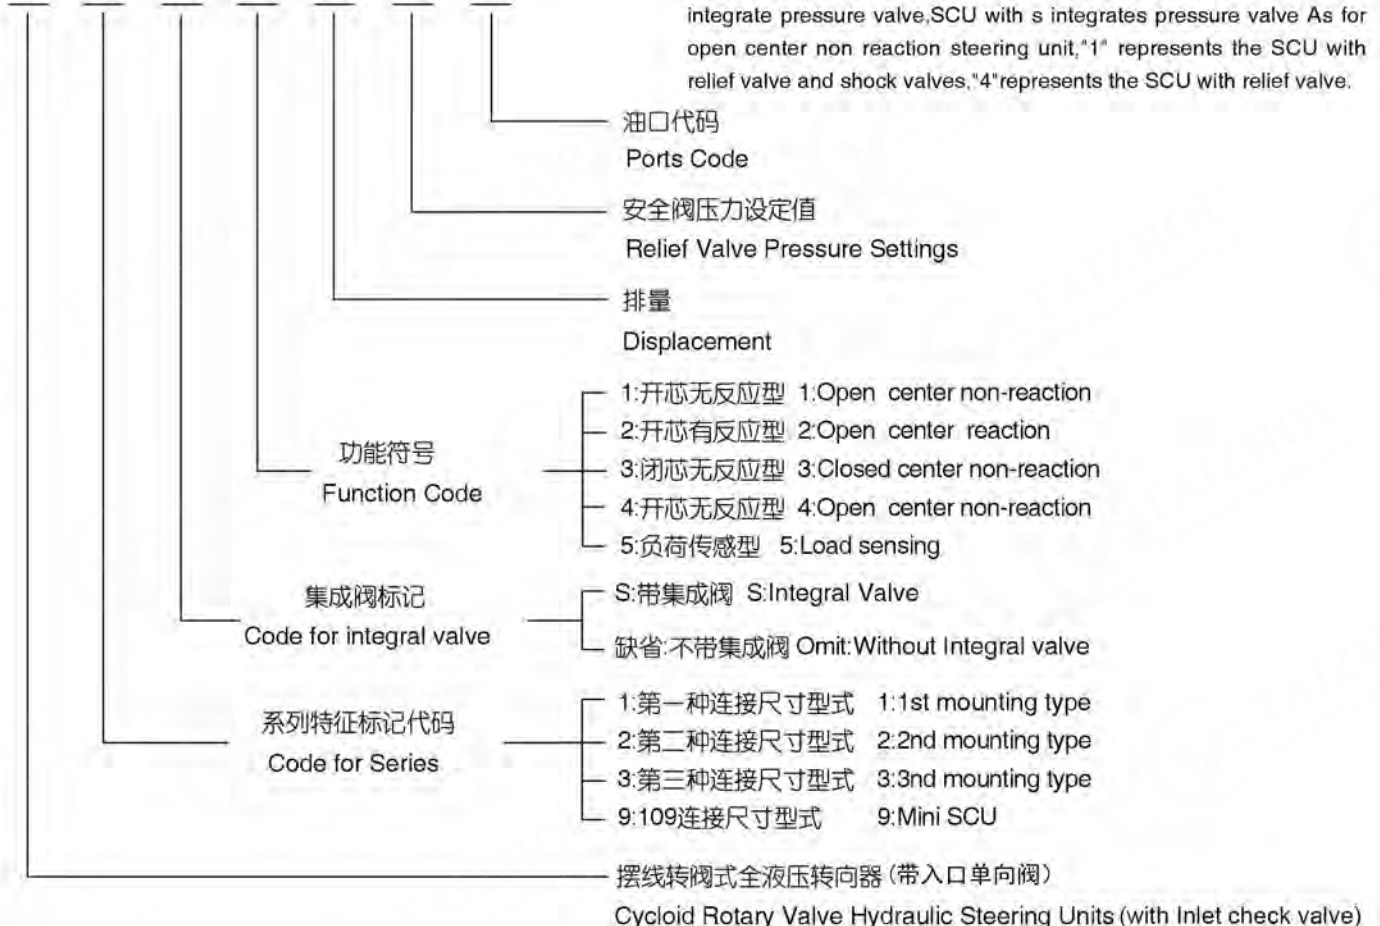 integrate pressure valve,SCU with s integrates pressure valve As for
open center non reaction steering unit,"1" represents the SCU with
relief valve and shock valves,"4"represents the SCU with relief valve.
油口代码
Ports Code
安全阀压力设定值
Relief Valve Pressure Settings
排量
Displacement
1:开芯无反应型 1:Open center non-reaction
2:开芯有反应型 2:Open center reaction
功能符号
3:闭芯无反应型 3:Closed center non-reaction
Function Code
4:开芯无反应型 4:Open center non-reaction
5:负荷传感型 5:Load sensing
集成阀标记
S:带集成阀 S:Integral Valve
Code for integral valve
缺省:不带集成阀 Omit:Without Integral valve
系列特征标记代码
1:第一种连接尺寸型式 1:1st mounting type
2:第二种连接尺寸型式 2:2nd mounting type
Code for Series
3:第三种连接尺寸型式 3:3nd mounting type
9:109连接尺寸型式 9:Mini SCU
摆线转阀式全液压转向器(带入口单向阀)
Cycloid Rotary Valve Hydraulic Steering Units(with Inlet check valve)